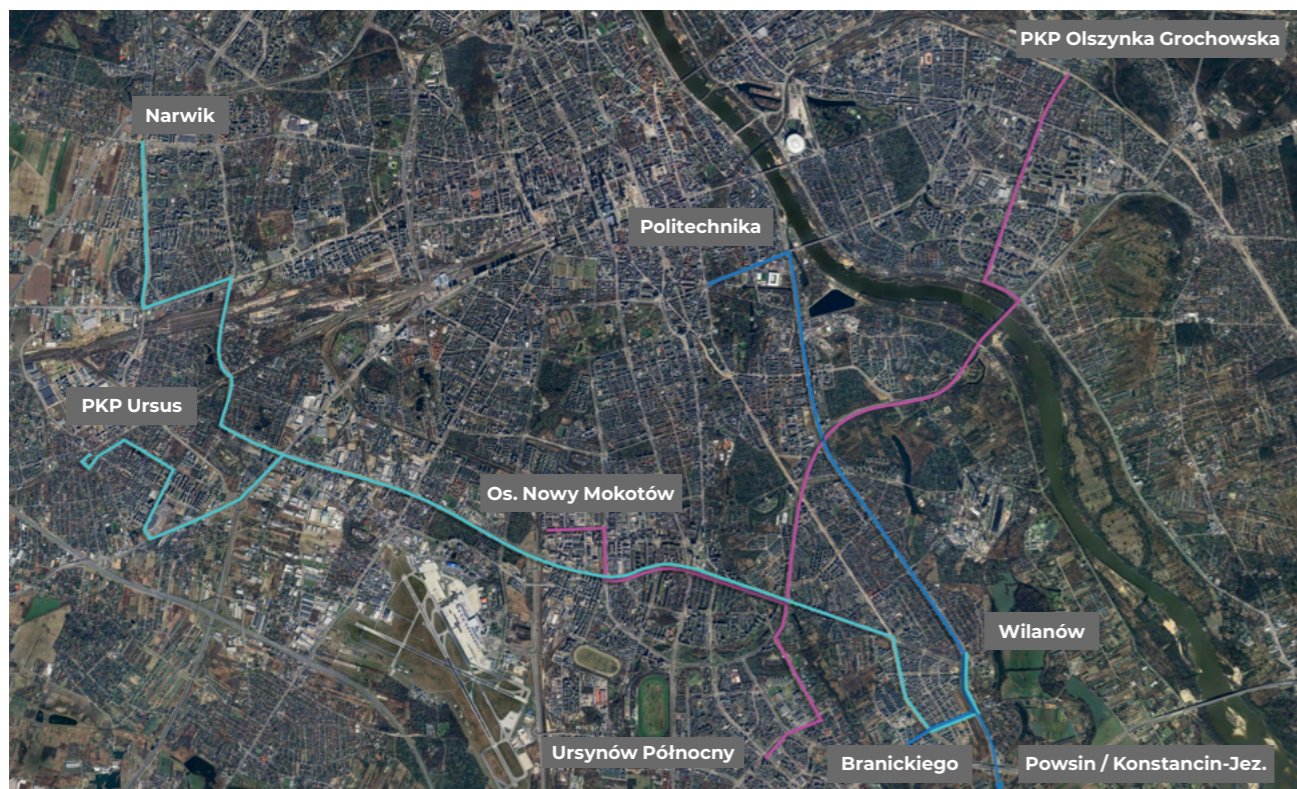 PKP Olszynka Grochowska
Narwik
Politechnika
PKP Ursus
Os. Nowy Mokotów
Wilanów
Ursynów Północny
Branickiego
Powsin / Konstancin-Jez.